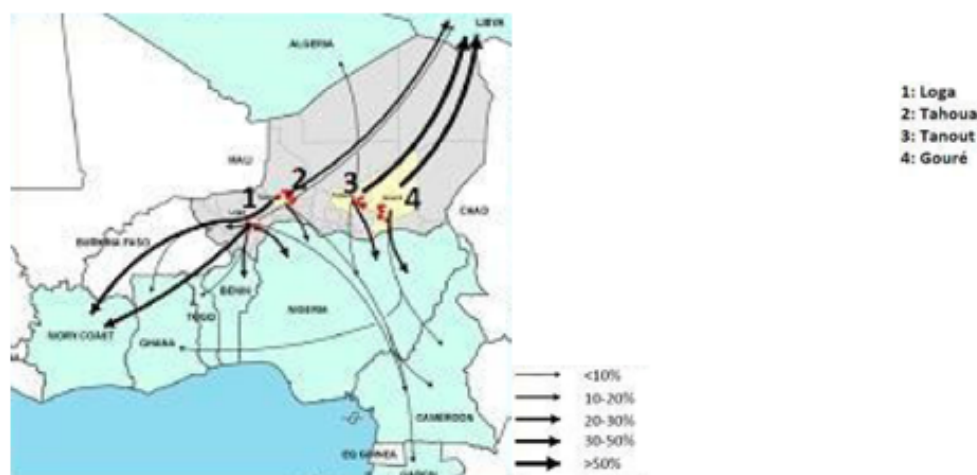 LIBYA
ALGERIA
1: Loga
2: Tahoua
3: Tanout
4: Gouré
MALI
1
2
3
4
CHAD
BURKINA FASO
BENIN
NIGERIA
TOGO
IVORY COAST
GHANA
<10%
10-20%
CAMEROON
20-30%
30-50%
EQ GUINEA
>50%
GABON